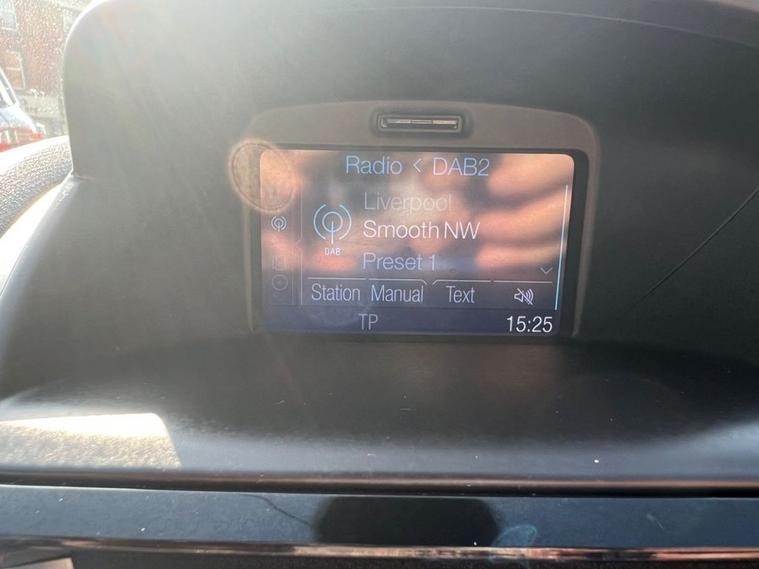 Radio < DAB2
Liverpool
Smooth NW
DAB
Preset 1
Station Manual Text
TP 15:25